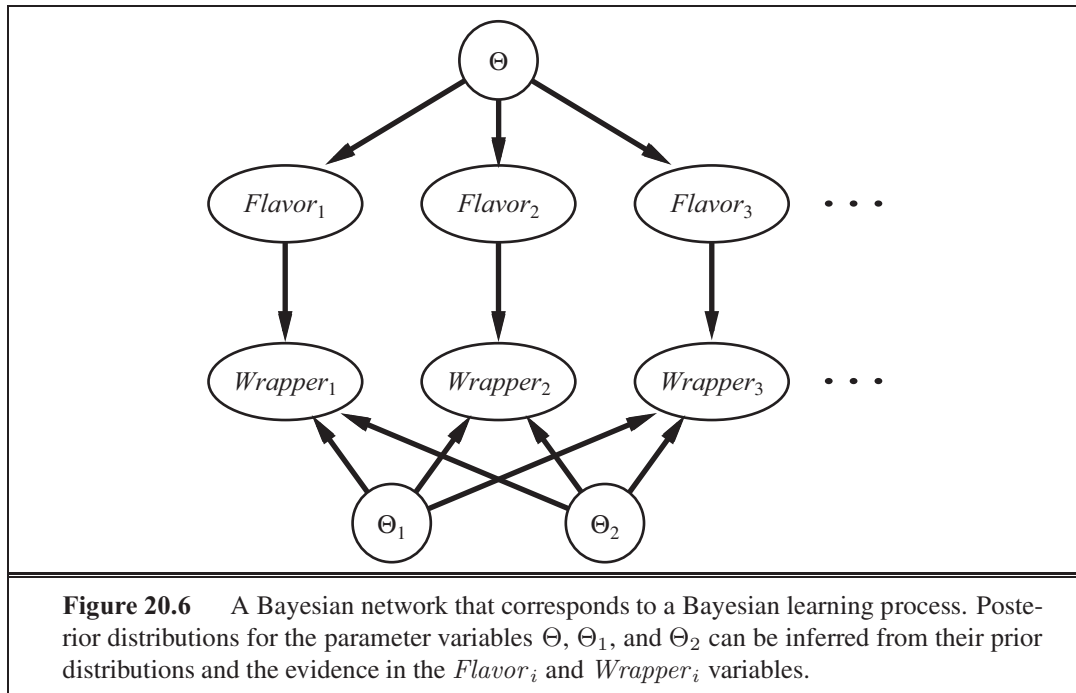 Θ
Flavor₁ Flavor₂ Flavor₃ • • •
Wrapper₁ Wrapper₂ Wrapper₃ • • •
Θ₁ Θ₂
Figure 20.6 A Bayesian network that corresponds to a Bayesian learning process. Poste-
rior distributions for the parameter variables Θ, Θ₁, and Θ₂ can be inferred from their prior
distributions and the evidence in the Flavorᵢ and Wrapperᵢ variables.